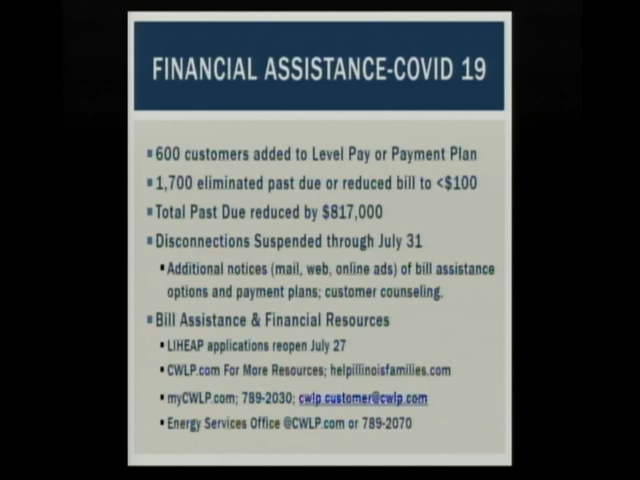 FINANCIAL ASSISTANCE-COVID 19
600 customers added to Level Pay or Payment Plan
1,700 eliminated past due or reduced bill to <$100
Total Past Due reduced by $817,000
Disconnections Suspended through July 31
Additional notices (mail, web, online ads) of bill assistance
options and payment plans; customer counseling.
Bill Assistance & Financial Resources
LIHEAP applications reopen July 27
CWLP.com For More Resources; helpillinoisfamilies.com
myCWLP.com; 789-2030; cwlp.customer@cwlp.com
Energy Services Office @CWLP.com or 789-2070